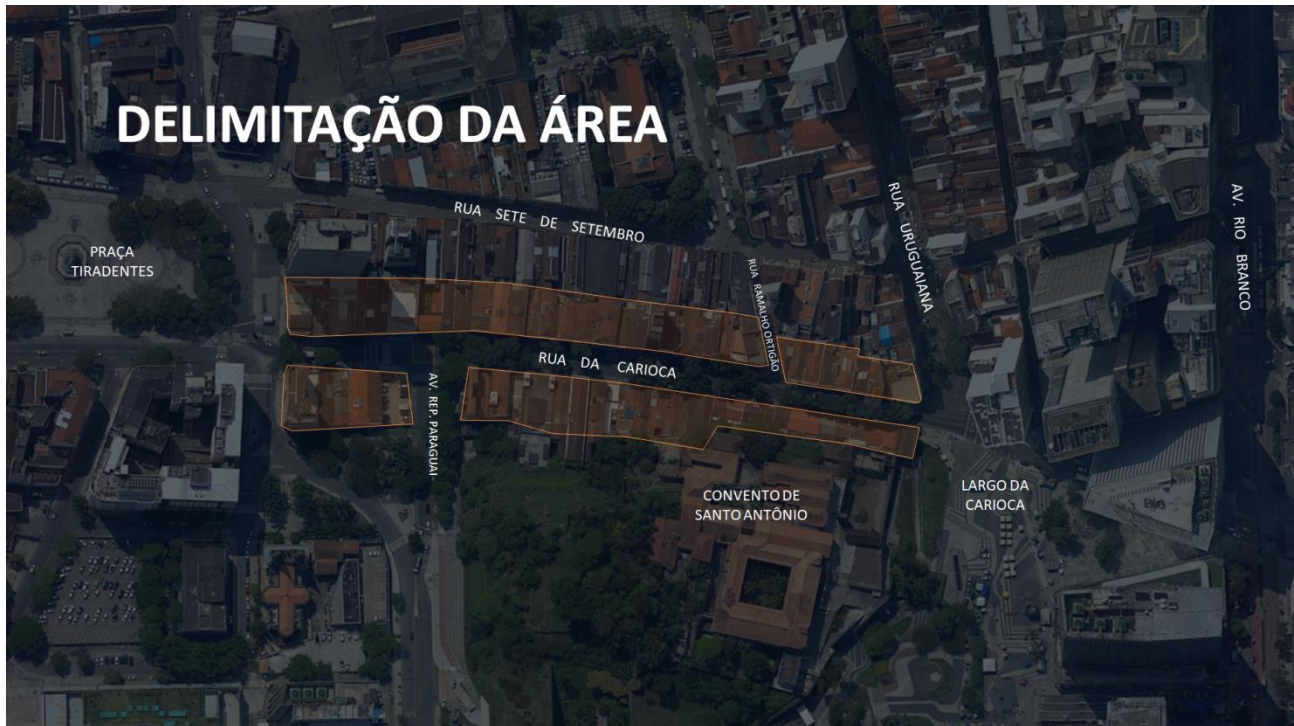 DELIMITAÇÃO DA ÁREA
RUA SETE DE SETEMBRO
RUA URUGUAIANA
AV. RIO BRANCO
PRAÇA
TIRADENTES
RUA RAMALHO ORTIGÃO
RUA DA CARIOCA
AV. REP. PARAGUAI
CONVENTO DE
SANTO ANTÔNIO
LARGO DA
CARIOCA